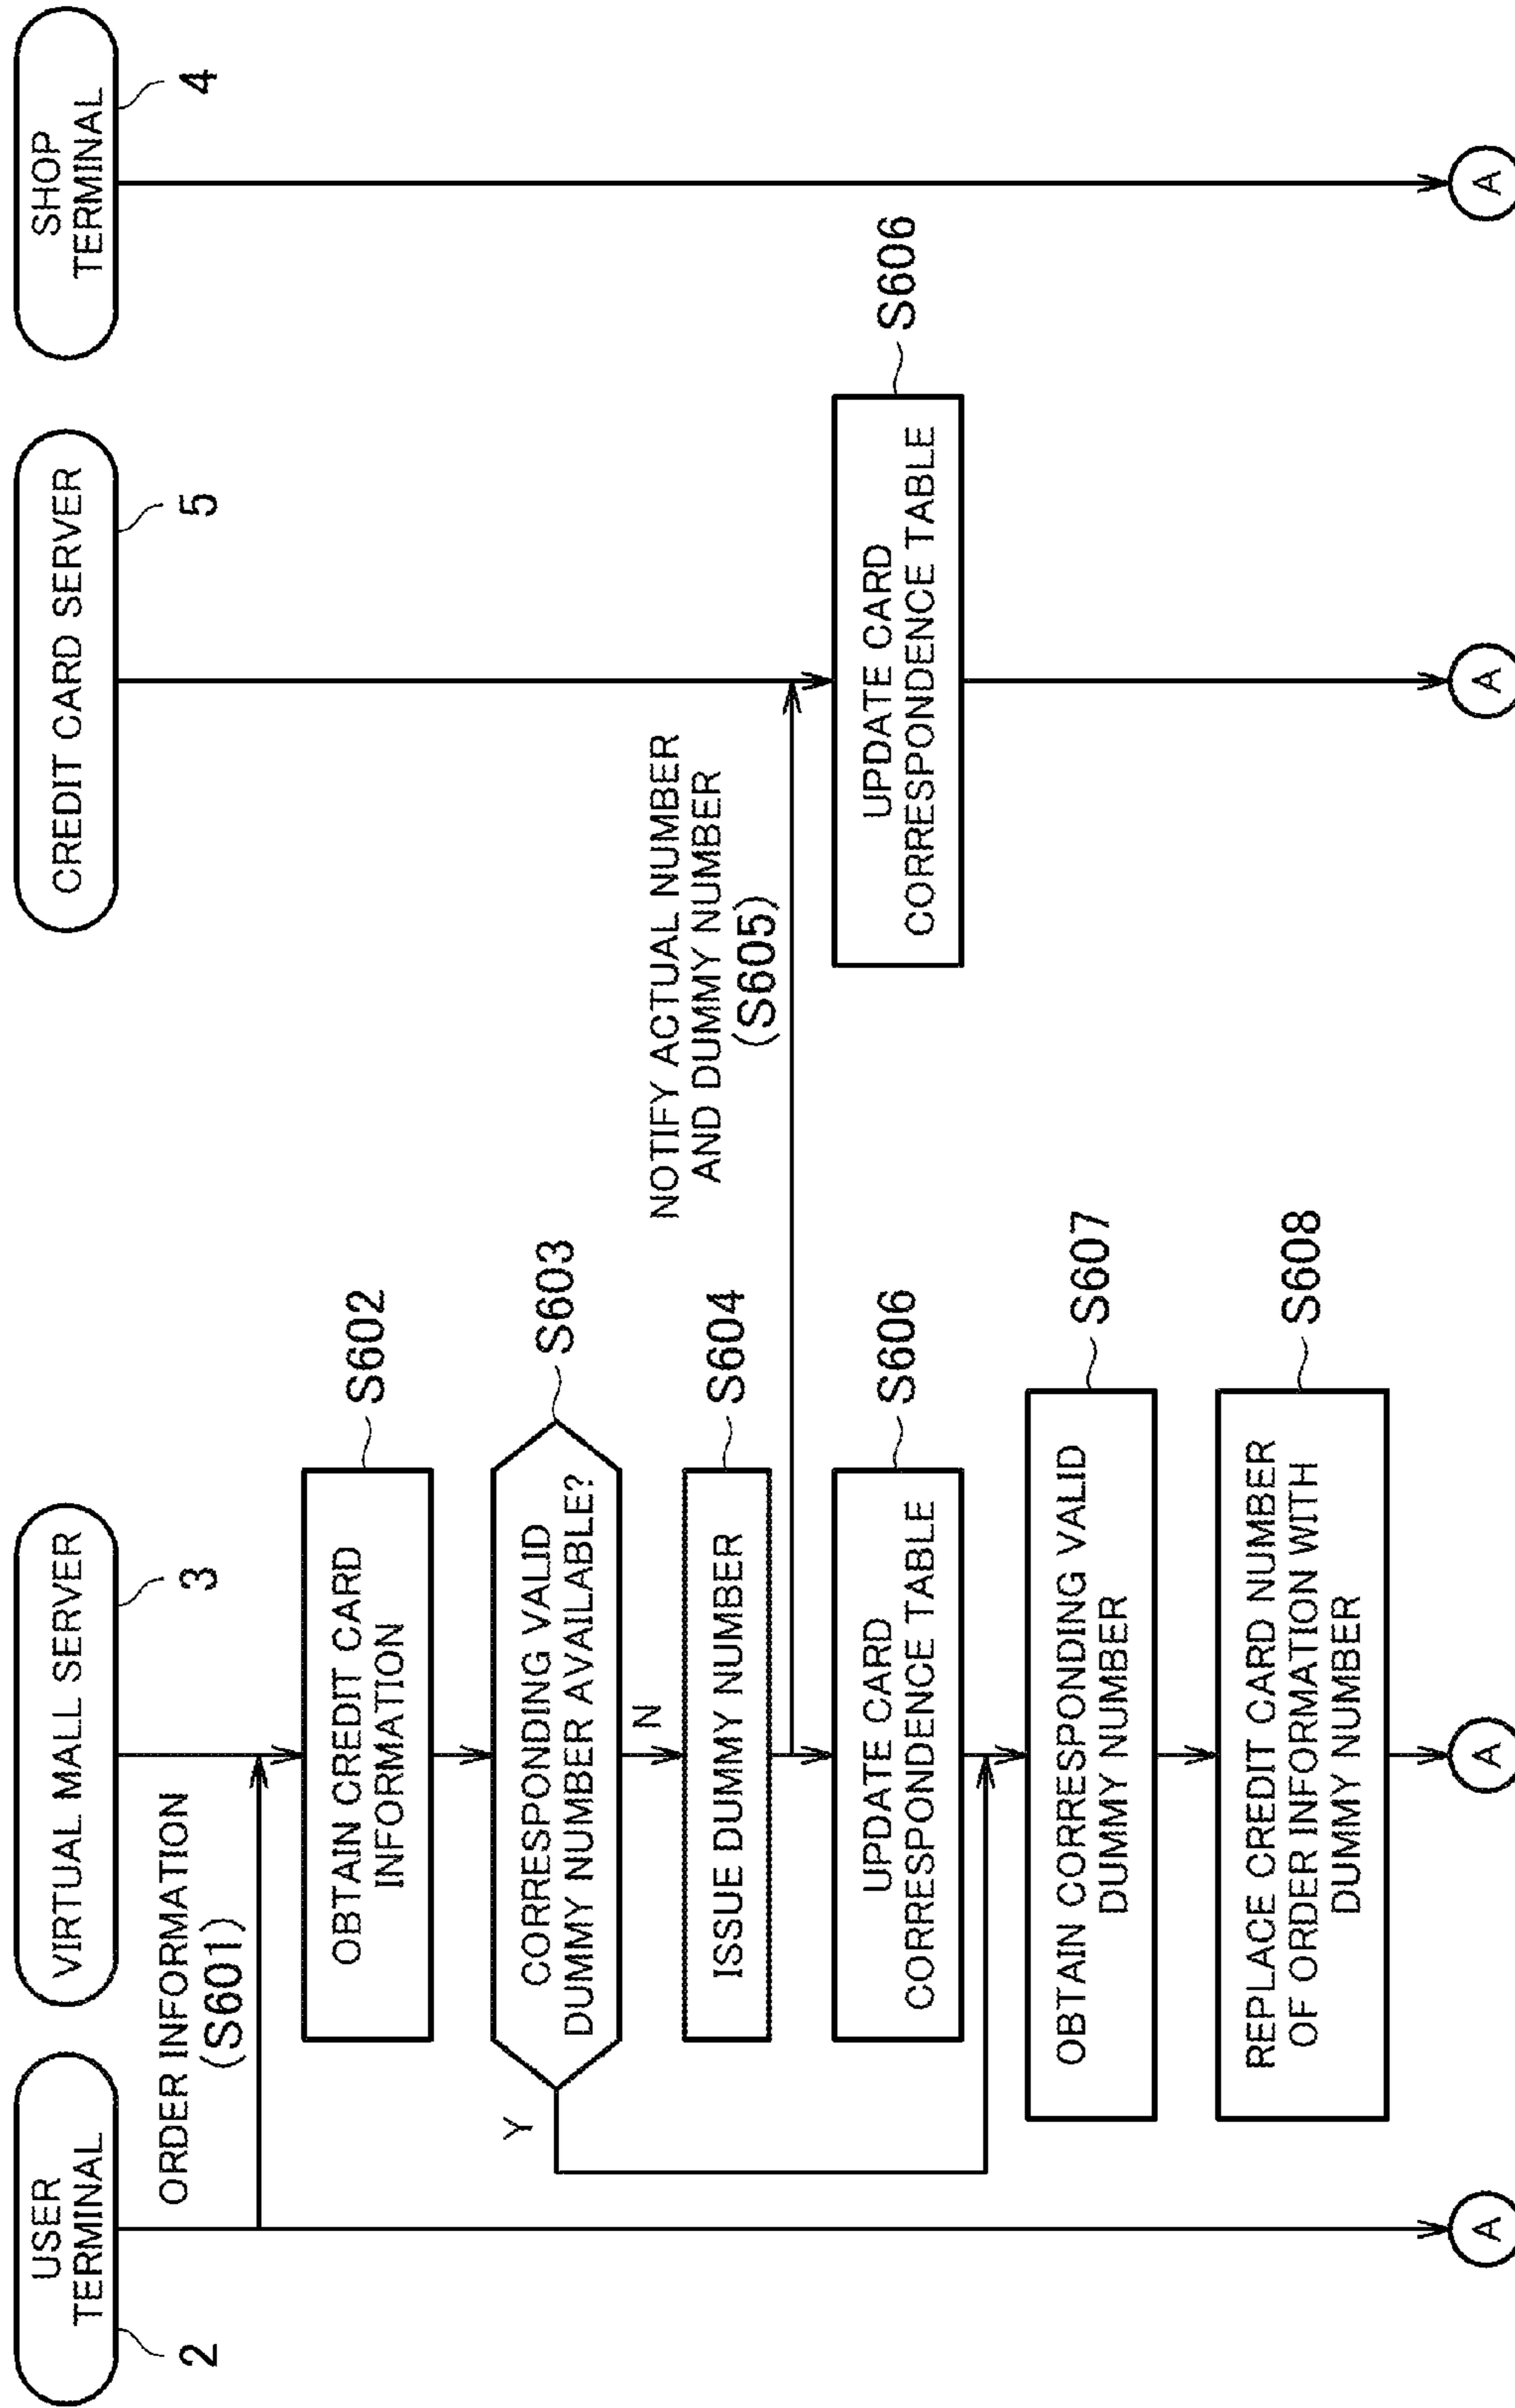 USER
TERMINAL
2
VIRTUAL MALL SERVER
3
CREDIT CARD SERVER
5
SHOP
TERMINAL
4
ORDER INFORMATION
(S601)
OBTAIN CREDIT CARD
INFORMATION
S602
CORRESPONDING VALID
DUMMY NUMBER AVAILABLE?
S603
Y
N
ISSUE DUMMY NUMBER
S604
NOTIFY ACTUAL NUMBER
AND DUMMY NUMBER
(S605)
UPDATE CARD
CORRESPONDENCE TABLE
S606
UPDATE CARD
CORRESPONDENCE TABLE
S606
OBTAIN CORRESPONDING VALID
DUMMY NUMBER
S607
REPLACE CREDIT CARD NUMBER
OF ORDER INFORMATION WITH
DUMMY NUMBER
S608
A
A
A
A